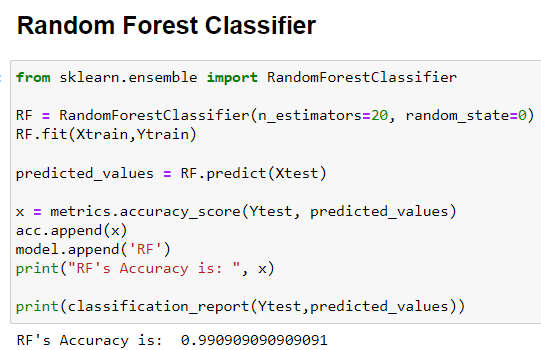 Random Forest Classifier
from sklearn.ensemble import RandomForestClassifier
RF = RandomForestClassifier(n_estimators=20, random_state=0)
RF.fit(Xtrain,Ytrain)
predicted_values = RF.predict(Xtest)
x = metrics.accuracy_score(Ytest, predicted_values)
acc.append(x)
model.append('RF')
print("RF's Accuracy is: ", x)
print(classification_report(Ytest,predicted_values))
RF's Accuracy is:  0.990909090909091